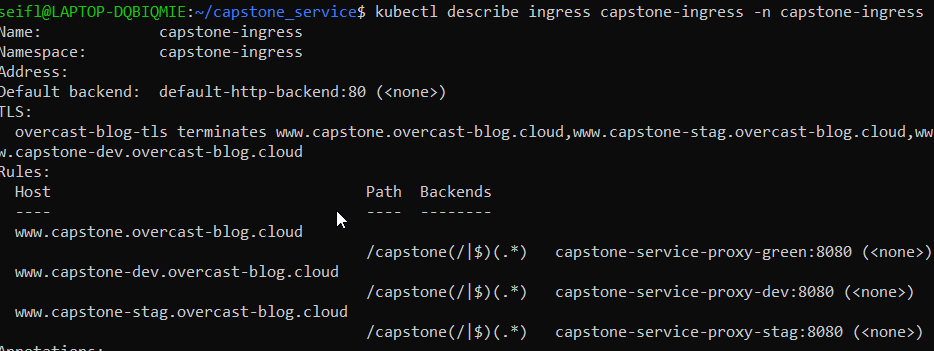 seifl@LAPTOP-DQBIQMIE:~/capstone_service$ kubectl describe ingress capstone-ingress -n capstone-ingress
Name: capstone-ingress
Namespace: capstone-ingress
Address:
Default backend: default-http-backend:80 (<none>)
TLS:
overcast-blog-tls terminates www.capstone.overcast-blog.cloud,www.capstone-stag.overcast-blog.cloud,ww
w.capstone-dev.overcast-blog.cloud
Rules:
Host Path Backends
---- ---- --------
www.capstone.overcast-blog.cloud
/capstone(/|$)(.*) capstone-service-proxy-green:8080 (<none>)
www.capstone-dev.overcast-blog.cloud
/capstone(/|$)(.*) capstone-service-proxy-dev:8080 (<none>)
www.capstone-stag.overcast-blog.cloud
/capstone(/|$)(.*) capstone-service-proxy-stag:8080 (<none>)
Annotations: